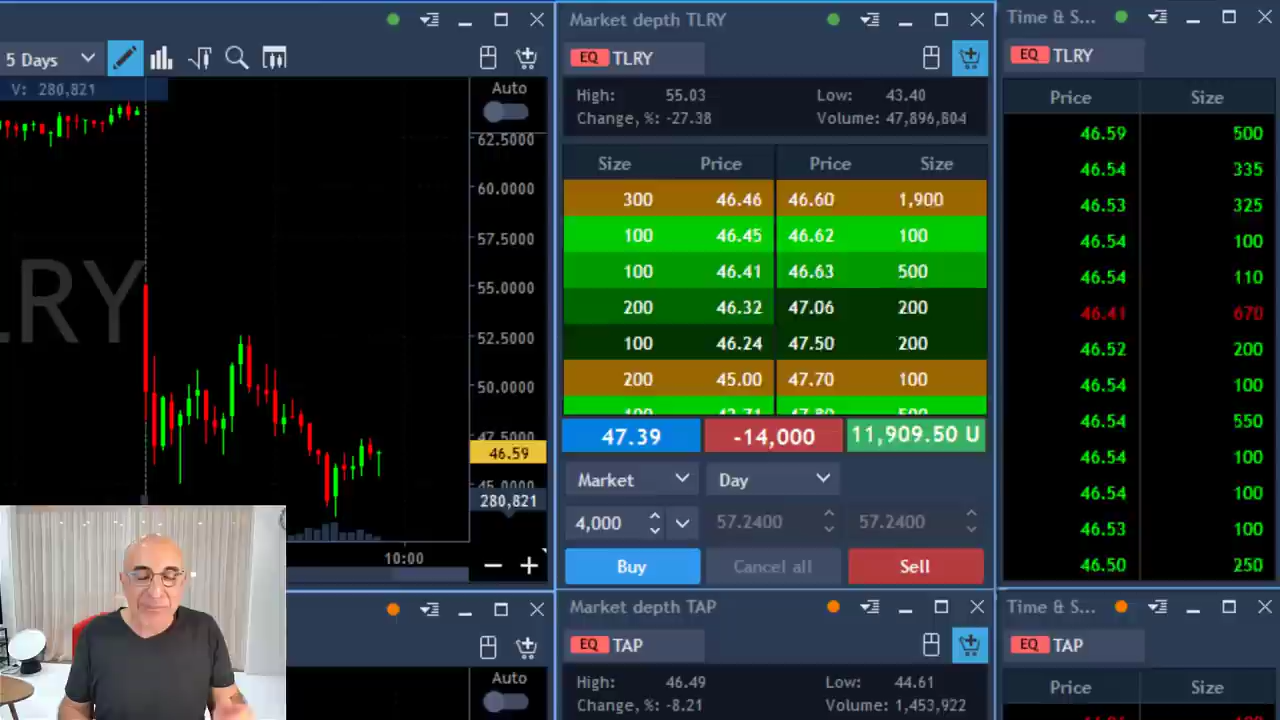 Market depth TLRY
Time & S...
5 Days
EQ TLRY
EQ TLRY
V: 280,821
Auto
High: 55.03 Low: 43.40
Change, %: -27.38 Volume: 47,896,804
Price Size
62.5000
60.0000
57.5000
55.0000
52.5000
50.0000
47.5000
46.59
45.0000
280,821
LRY
10:00
Size Price Price Size
300 46.46 46.60 1,900
100 46.45 46.62 100
100 46.41 46.63 500
200 46.32 47.06 200
100 46.24 47.50 200
200 45.00 47.70 100
47.39 -14,000 11,909.50 U
Market Day
4,000 57.2400 57.2400
Buy Cancel all Sell
46.59 500
46.54 335
46.53 325
46.54 100
46.54 110
46.41 670
46.52 200
46.54 100
46.54 550
46.54 100
46.54 100
46.53 100
46.50 250
Market depth TAP
Time & S...
EQ TAP
EQ TAP
Auto
High: 46.49 Low: 44.61
Change, %: -8.21 Volume: 1,453,922
Price Size